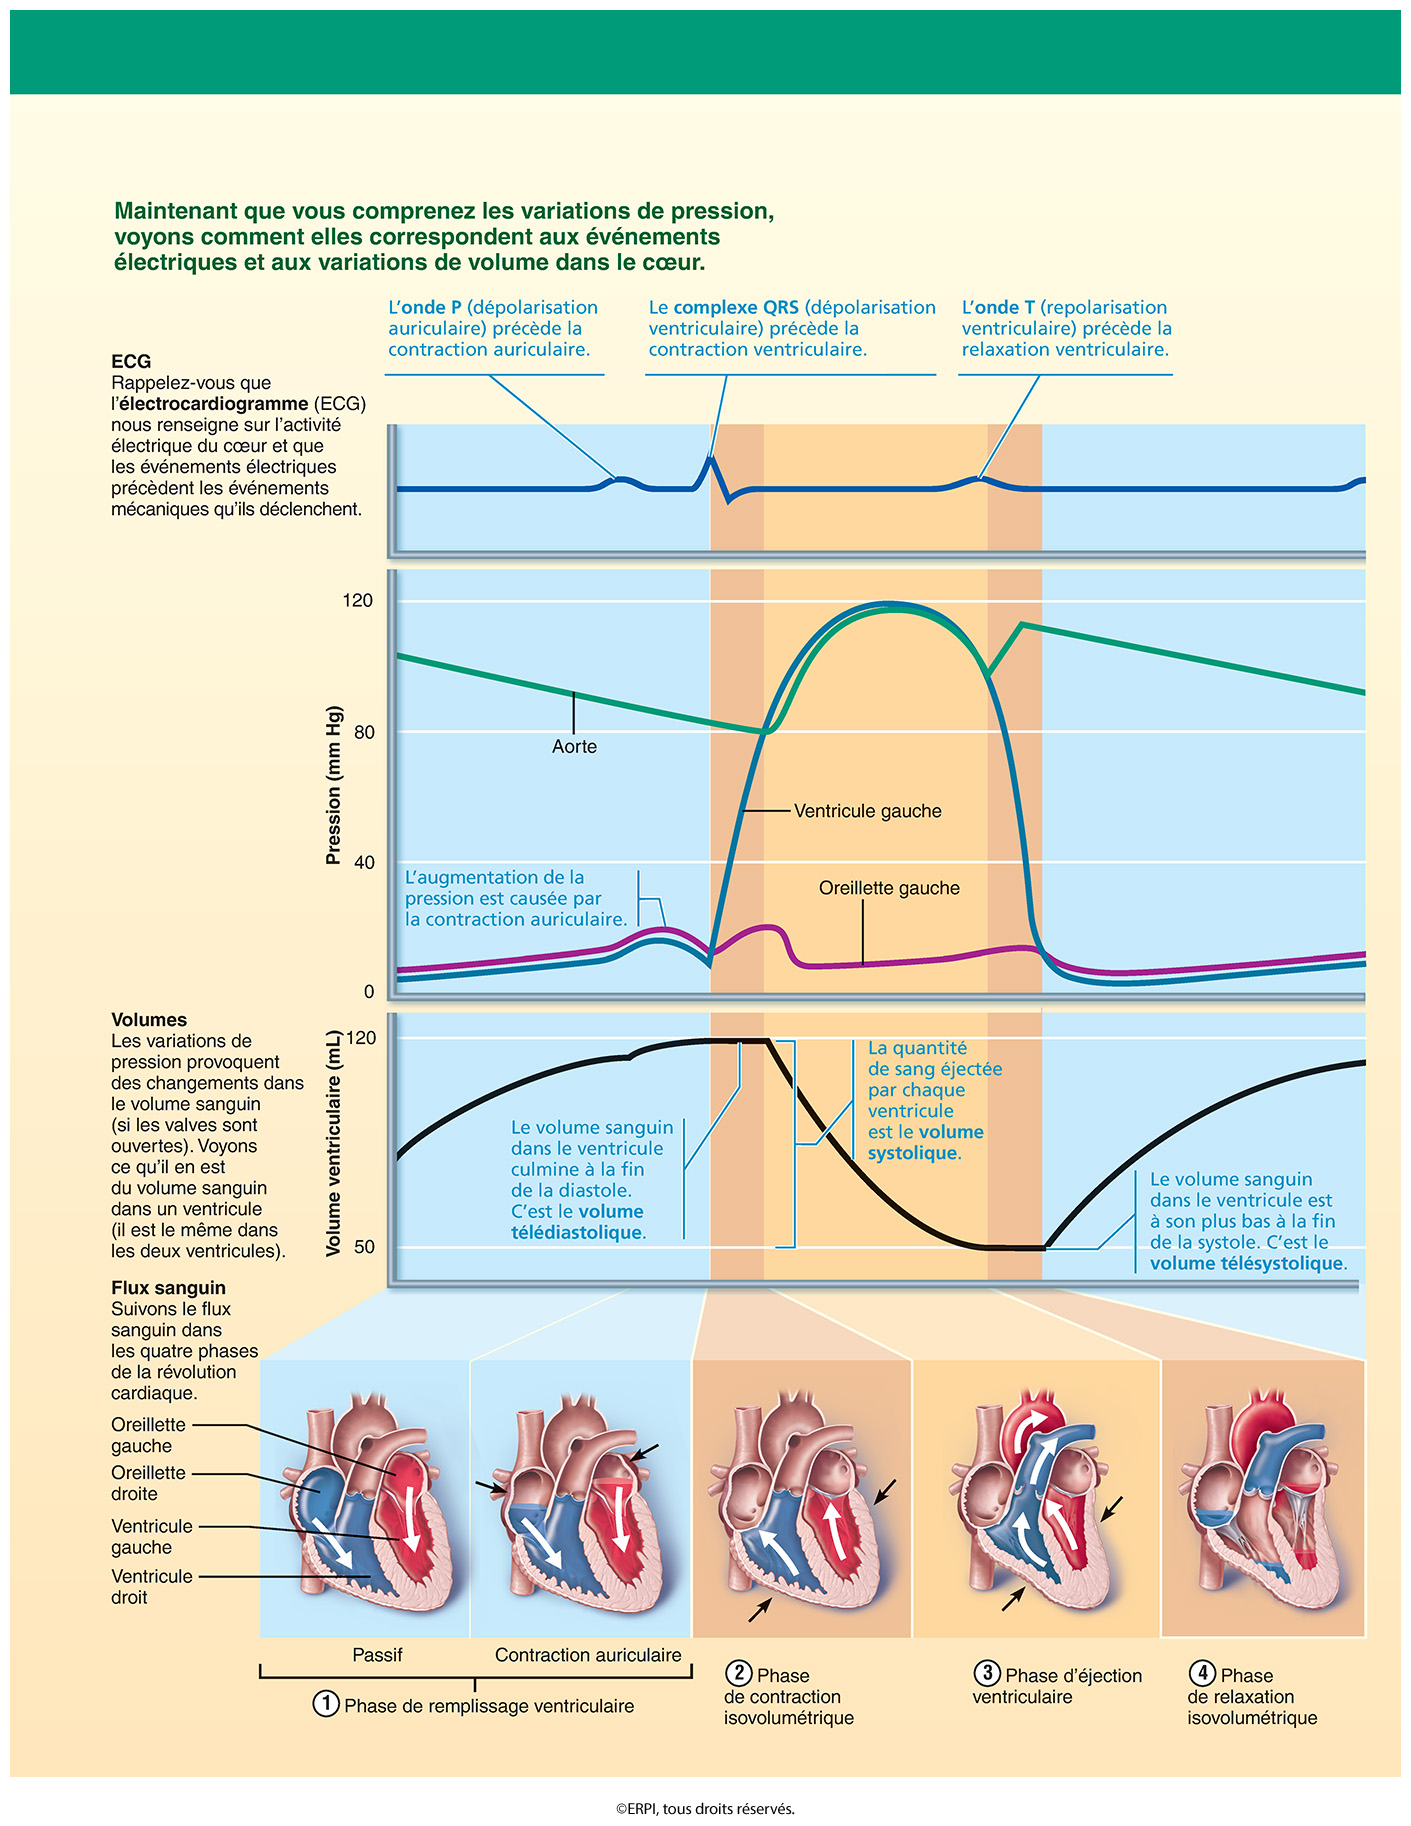 Maintenant que vous comprenez les variations de pression,
voyons comment elles correspondent aux événements
électriques et aux variations de volume dans le cœur.
L’onde P (dépolarisation
auriculaire) précède la
contraction auriculaire.
Le complexe QRS (dépolarisation
ventriculaire) précède la
contraction ventriculaire.
L’onde T (repolarisation
ventriculaire) précède la
relaxation ventriculaire.
ECG
Rappelez-vous que
l’électrocardiogramme (ECG)
nous renseigne sur l’activité
électrique du cœur et que
les événements électriques
précèdent les événements
mécaniques qu’ils déclenchent.
Pression (mm Hg)
120
80
40
0
Aorte
Ventricule gauche
Oreillette gauche
L’augmentation de la
pression est causée par
la contraction auriculaire.
Volumes
Les variations de
pression provoquent
des changements dans
le volume sanguin
(si les valves sont
ouvertes). Voyons
ce qu’il en est
du volume sanguin
dans un ventricule
(il est le même dans
les deux ventricules).
Volume ventriculaire (mL)
120
50
Le volume sanguin
dans le ventricule
culmine à la fin
de la diastole.
C’est le volume
télédiastolique.
La quantité
de sang éjectée
par chaque
ventricule
est le volume
systolique.
Le volume sanguin
dans le ventricule est
à son plus bas à la fin
de la systole. C’est le
volume télésystolique.
Flux sanguin
Suivons le flux
sanguin dans
les quatre phases
de la révolution
cardiaque.
Oreillette
gauche
Oreillette
droite
Ventricule
gauche
Ventricule
droit
Passif
Contraction auriculaire
1 Phase de remplissage ventriculaire
2 Phase
de contraction
isovolumétrique
3 Phase d’éjection
ventriculaire
4 Phase
de relaxation
isovolumétrique
©ERPI, tous droits réservés.